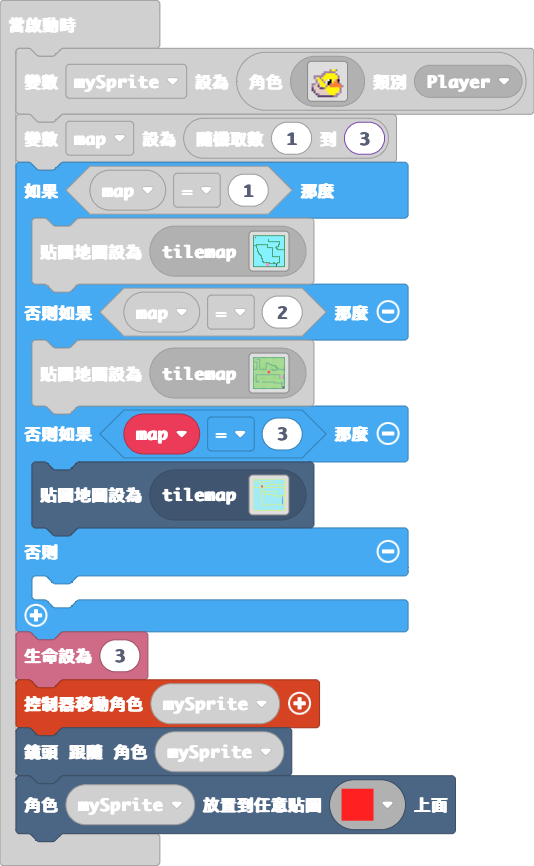 當啟動時
變數 mySprite 設為 角色 類別 Player
變數 map 設為 隨機取數 1 到 3
如果 map = 1 那麼
貼圖地圖設為 tilemap
否則如果 map = 2 那麼
貼圖地圖設為 tilemap
否則如果 map = 3 那麼
貼圖地圖設為 tilemap
否則
生命設為 3
控制器移動角色 mySprite
鏡頭 跟隨 角色 mySprite
角色 mySprite 放置到任意貼圖 上面